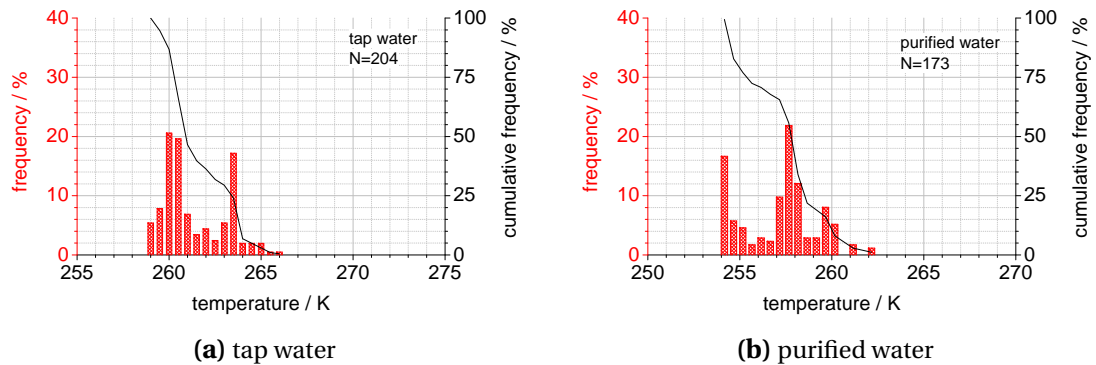 frequency / %
40
30
20
10
0
tap water
N=204
100
75
50
25
0
cumulative frequency / %
255 260 265 270 275
temperature / K
(a) tap water
frequency / %
40
30
20
10
0
purified water
N=173
100
75
50
25
0
cumulative frequency / %
250 255 260 265 270
temperature / K
(b) purified water